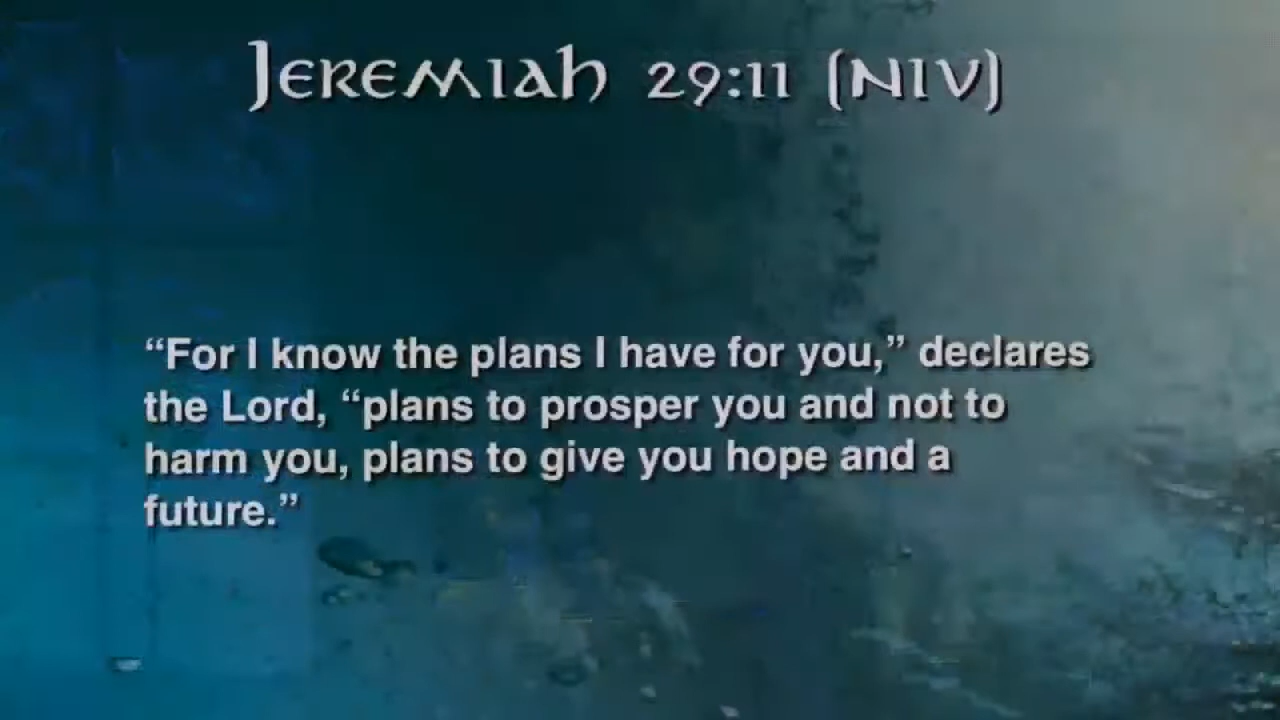 Jeremiah 29:11 (NIV)
“For I know the plans I have for you,” declares
the Lord, “plans to prosper you and not to
harm you, plans to give you hope and a
future.”